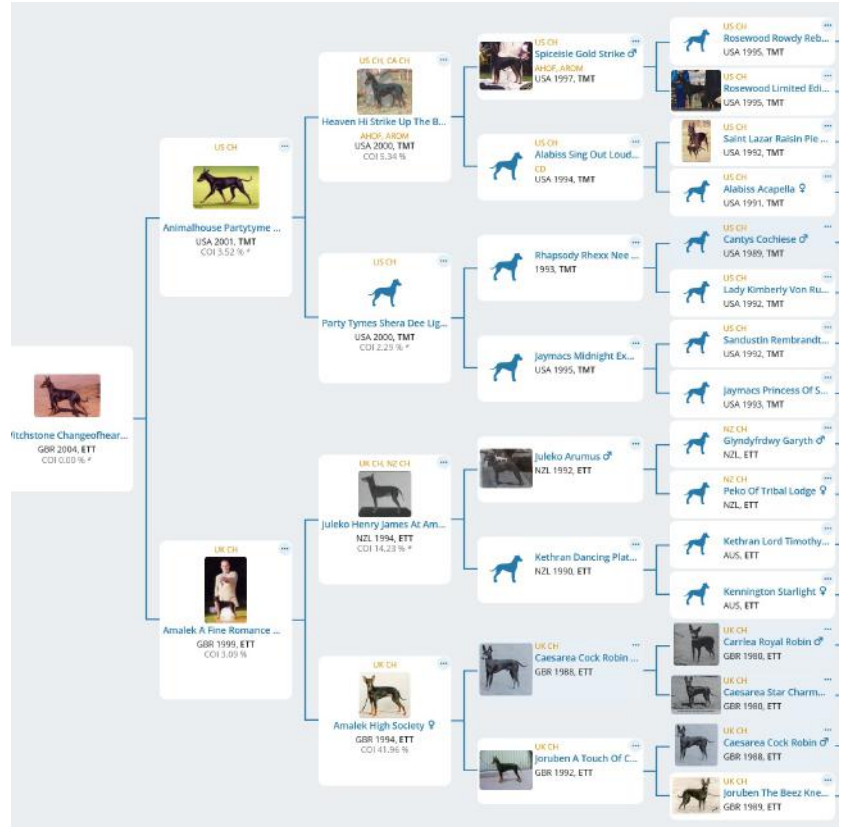 Vitchstone Changeofhear...
GBR 2004, ETT
COI 0.00 % *
US CH
Animalhouse Partytyme ...
USA 2001, TMT
COI 3.52 % *
UK CH
Amalek A Fine Romance ...
GBR 1999, ETT
COI 3.09 %
US CH, CA CH
Heaven Hi Strike Up The B...
AHOF, AROM
USA 2000, TMT
COI 5.34 %
US CH
Party Tymes Shera Dee Lig...
USA 2000, TMT
COI 2.29 % *
UK CH, NZ CH
Juleko Henry James At Am...
NZL 1994, ETT
COI 14.23 % *
UK CH
Amalek High Society ♀
GBR 1994, ETT
COI 41.96 %
US CH
Spiceisle Gold Strike ♂
AHOF, AROM
USA 1997, TMT
US CH
Alabiss Sing Out Loud...
CD
USA 1994, TMT
Rhapsody Rhexx Nee ...
1993, TMT
Jaymacs Midnight Ex...
USA 1995, TMT
Juleko Arumus ♂
NZL 1992, ETT
Kethran Dancing Plat...
NZL 1990, ETT
UK CH
Caesarea Cock Robin ...
GBR 1988, ETT
UK CH
Joruben A Touch Of C...
GBR 1992, ETT
US CH
Rosewood Rowdy Reb...
USA 1995, TMT
US CH
Rosewood Limited Edi...
USA 1995, TMT
US CH
Saint Lazar Raisin Pie ...
USA 1992, TMT
US CH
Alabiss Acapella ♀
USA 1991, TMT
US CH
Cantys Cochiese ♂
USA 1989, TMT
US CH
Lady Kimberly Von Ru...
USA 1992, TMT
US CH
Sandustin Rembrandt...
USA 1992, TMT
Jaymacs Princess Of S...
USA 1993, TMT
NZ CH
Glyndyfrdwy Garyth ♂
NZL, ETT
NZ CH
Peko Of Tribal Lodge ♀
NZL, ETT
Kethran Lord Timothy...
AUS, ETT
Kennington Starlight ♀
AUS, ETT
UK CH
Carrlea Royal Robin ♂
GBR 1980, ETT
UK CH
Caesarea Star Charm...
GBR 1980, ETT
UK CH
Caesarea Cock Robin ♂
GBR 1988, ETT
UK CH
Joruben The Beez Kne...
GBR 1989, ETT